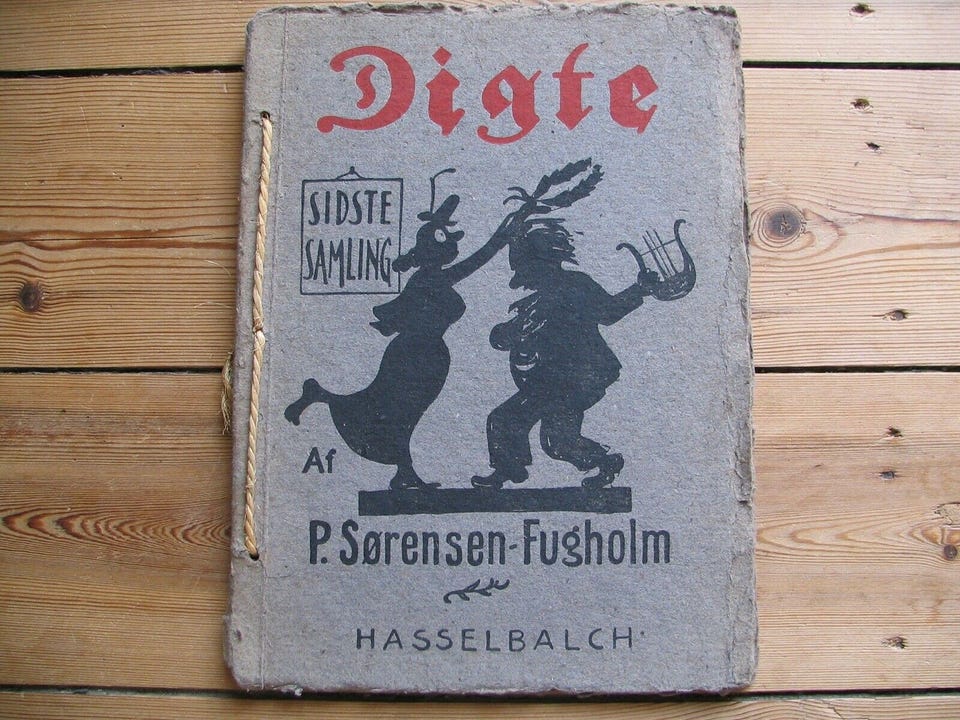 Digte
SIDSTE
SAMLING
Af
P. Sørensen-Fugholm
HASSELBALCH